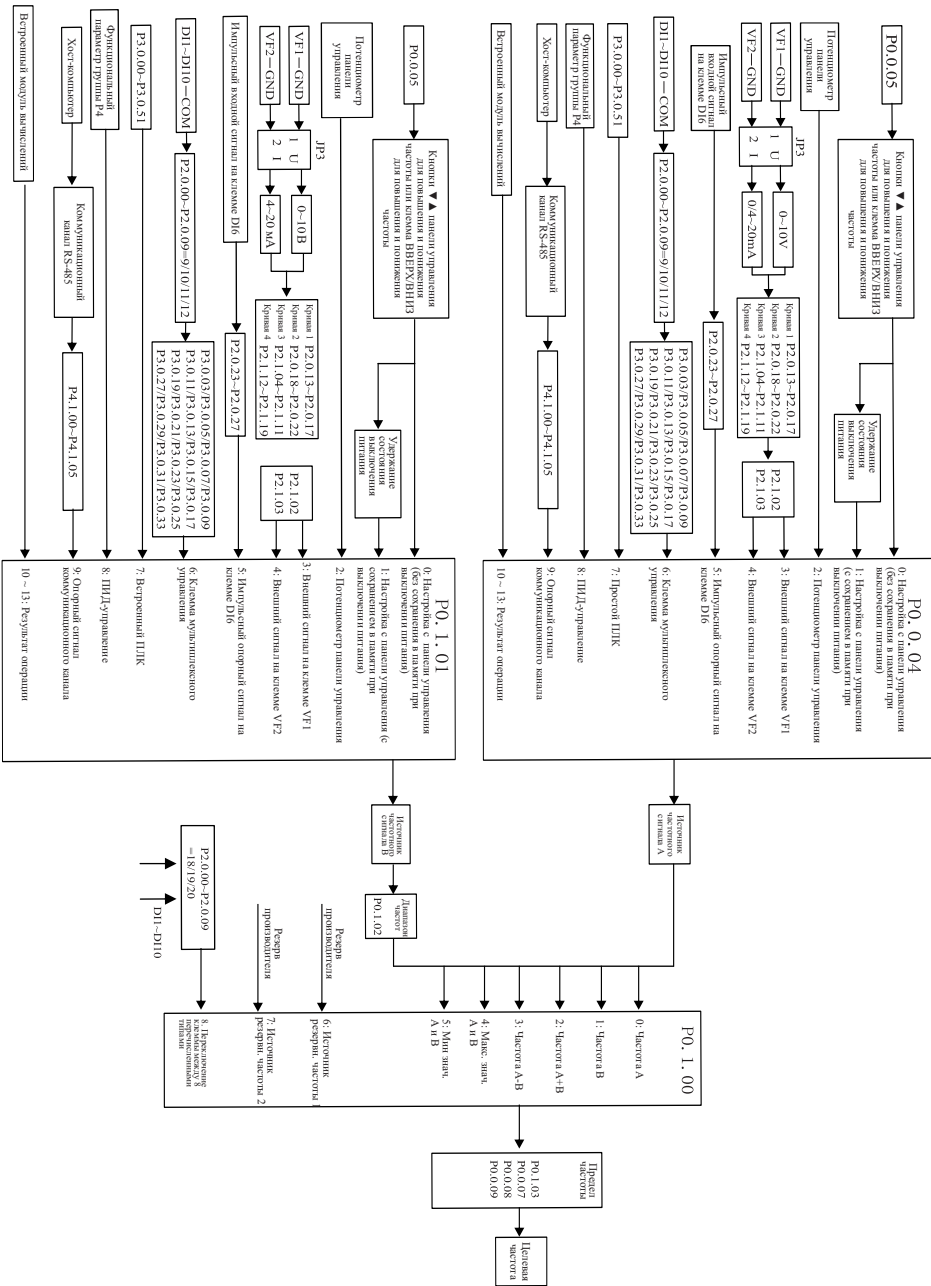 P0.0.05
Кнопки ▼▲ панели управления
для повышения и понижения
частоты или клемма ВВЕРХ/ВНИЗ
для повышения и понижения
частоты
Удержание
состояния
выключения
питания
Потенциометр
панели
управления
VF1—GND
VF2—GND
JP3
1 U
2 I
0~10V
0/4~20mA
Кривая 1 P2.0.13~P2.0.17
Кривая 2 P2.0.18~P2.0.22
Кривая 3 P2.1.04~P2.1.11
Кривая 4 P2.1.12~P2.1.19
P2.1.02
P2.1.03
Импульсный
входной сигнал
на клемме DI6
P2.0.23~P2.0.27
DI1~DI10—COM
P2.0.00~P2.0.09=9/10/11/12
P3.0.03/P3.0.05/P3.0.07/P3.0.09
P3.0.11/P3.0.13/P3.0.15/P3.0.17
P3.0.19/P3.0.21/P3.0.23/P3.0.25
P3.0.27/P3.0.29/P3.0.31/P3.0.33
P3.0.00~P3.0.51
Функциональный
параметр группы P4
Хост-компьютер
Коммуникационный
канал RS-485
P4.1.00~P4.1.05
Встроенный модуль вычислений
P0.0.04
0: Настройка с панели управления
(без сохранения в памяти при
выключении питания)
1: Настройка с панели управления
(с сохранением в памяти при
выключении питания)
2: Потенциометр панели управления
3: Внешний сигнал на клемме VF1
4: Внешний сигнал на клемме VF2
5: Импульсный опорный сигнал на
клемме DI6
6: Клемма мультиплексного
управления
7: Простой ПЛК
8: ПИД-управление
9: Опорный сигнал
коммуникационного канала
10 ~ 13: Результат операции
Источник
частотного
сигнала A
P0.0.05
Кнопки ▼▲ панели управления
для повышения и понижения
частоты или клемма ВВЕРХ/ВНИЗ
для повышения и понижения
частоты
Удержание
состояния
выключения
питания
Потенциометр
панели
управления
VF1—GND
VF2—GND
JP3
1 U
2 I
0~10В
4~20 мА
Кривая 1 P2.0.13~P2.0.17
Кривая 2 P2.0.18~P2.0.22
Кривая 3 P2.1.04~P2.1.11
Кривая 4 P2.1.12~P2.1.19
P2.1.02
P2.1.03
Импульсный входной сигнал на клемме DI6
P2.0.23~P2.0.27
DI1~DI10—COM
P2.0.00~P2.0.09=9/10/11/12
P3.0.03/P3.0.05/P3.0.07/P3.0.09
P3.0.11/P3.0.13/P3.0.15/P3.0.17
P3.0.19/P3.0.21/P3.0.23/P3.0.25
P3.0.27/P3.0.29/P3.0.31/P3.0.33
P3.0.00~P3.0.51
Функциональный
параметр группы P4
Хост-компьютер
Коммуникационный
канал RS-485
P4.1.00~P4.1.05
Встроенный модуль вычислений
P0.1.01
0: Настройка с панели управления
(без сохранения в памяти при
выключении питания)
1: Настройка с панели управления (с
сохранением в памяти при
выключении питания)
2: Потенциометр панели управления
3: Внешний сигнал на клемме VF1
4: Внешний сигнал на клемме VF2
5: Импульсный опорный сигнал на
клемме DI6
6: Клемма мультиплексного
управления
7: Встроенный ПЛК
8: ПИД-управление
9: Опорный сигнал
коммуникационного канала
10 ~ 13: Результат операции
Источник
частотного
сигнала B
Диапазон
частот
P0.1.02
Резерв
производителя
Резерв
производителя
P2.0.00~P2.0.09
=18/19/20
DI1~DI10
P0.1.00
0: Частота A
1: Частота B
2: Частота A+B
3: Частота A-B
4: Макс. знач.
A и B
5: Мин знач.
A и B
6: Источник
резервн. частоты 1
7: Источник
резервн. частоты 2
8. Переключение
клеммы между 8
перечисленными
типами
Предел
частоты
P0.1.03
P0.0.07
P0.0.08
P0.0.09
Целевая
частота